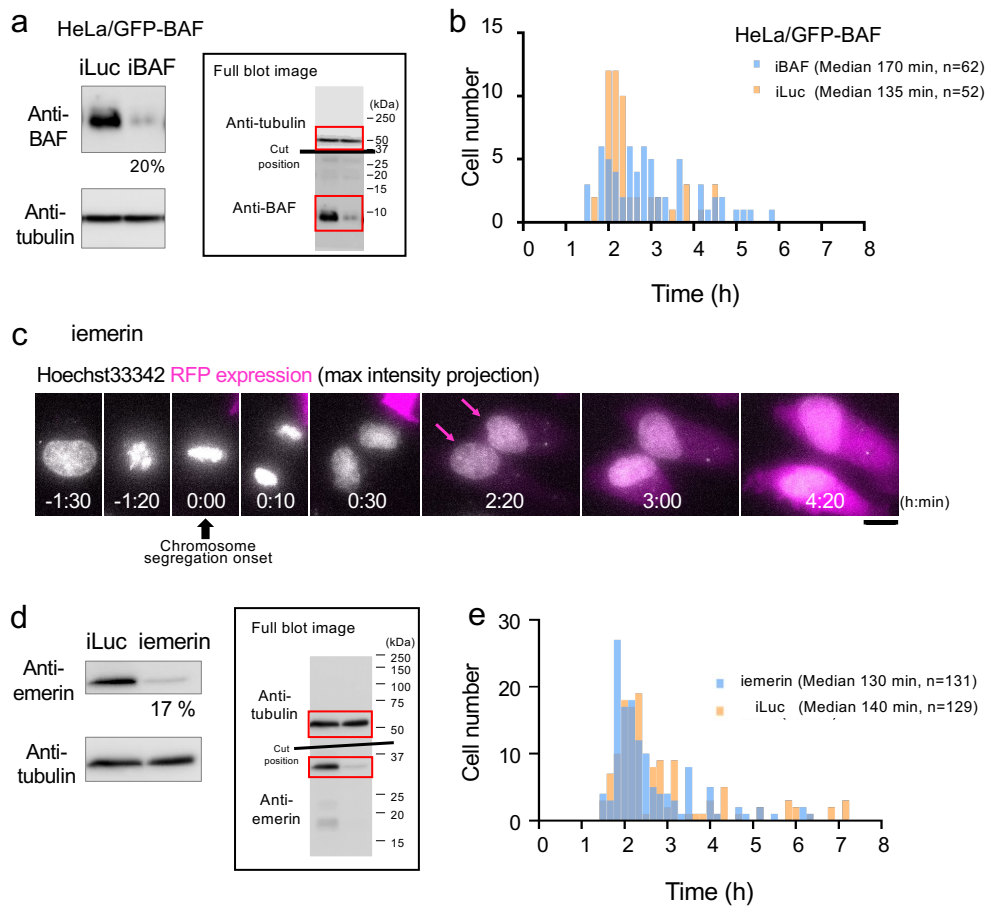 a
HeLa/GFP-BAF
iLuc iBAF
Anti-
BAF
20%
Anti-
tubulin
Full blot image
(kDa)
Anti-tubulin
Cut
position
Anti-BAF
250
50
37
25
20
15
10
b
HeLa/GFP-BAF
iBAF (Median 170 min, n=62)
iLuc (Median 135 min, n=52)
Cell number
15
10
5
0
0 1 2 3 4 5 6 7 8
Time (h)
c
iemerin
Hoechst33342 RFP expression (max intensity projection)
-1:30 -1:20 0:00 0:10 0:30 2:20 3:00 4:20
(h:min)
Chromosome
segregation onset
d
iLuc iemerin
Anti-
emerin
17 %
Anti-
tubulin
Full blot image
(kDa)
Anti-
tubulin
Cut
position
Anti-
emerin
250
150
100
75
50
37
25
20
15
e
iemerin (Median 130 min, n=131)
iLuc (Median 140 min, n=129)
Cell number
30
20
10
0
0 1 2 3 4 5 6 7 8
Time (h)